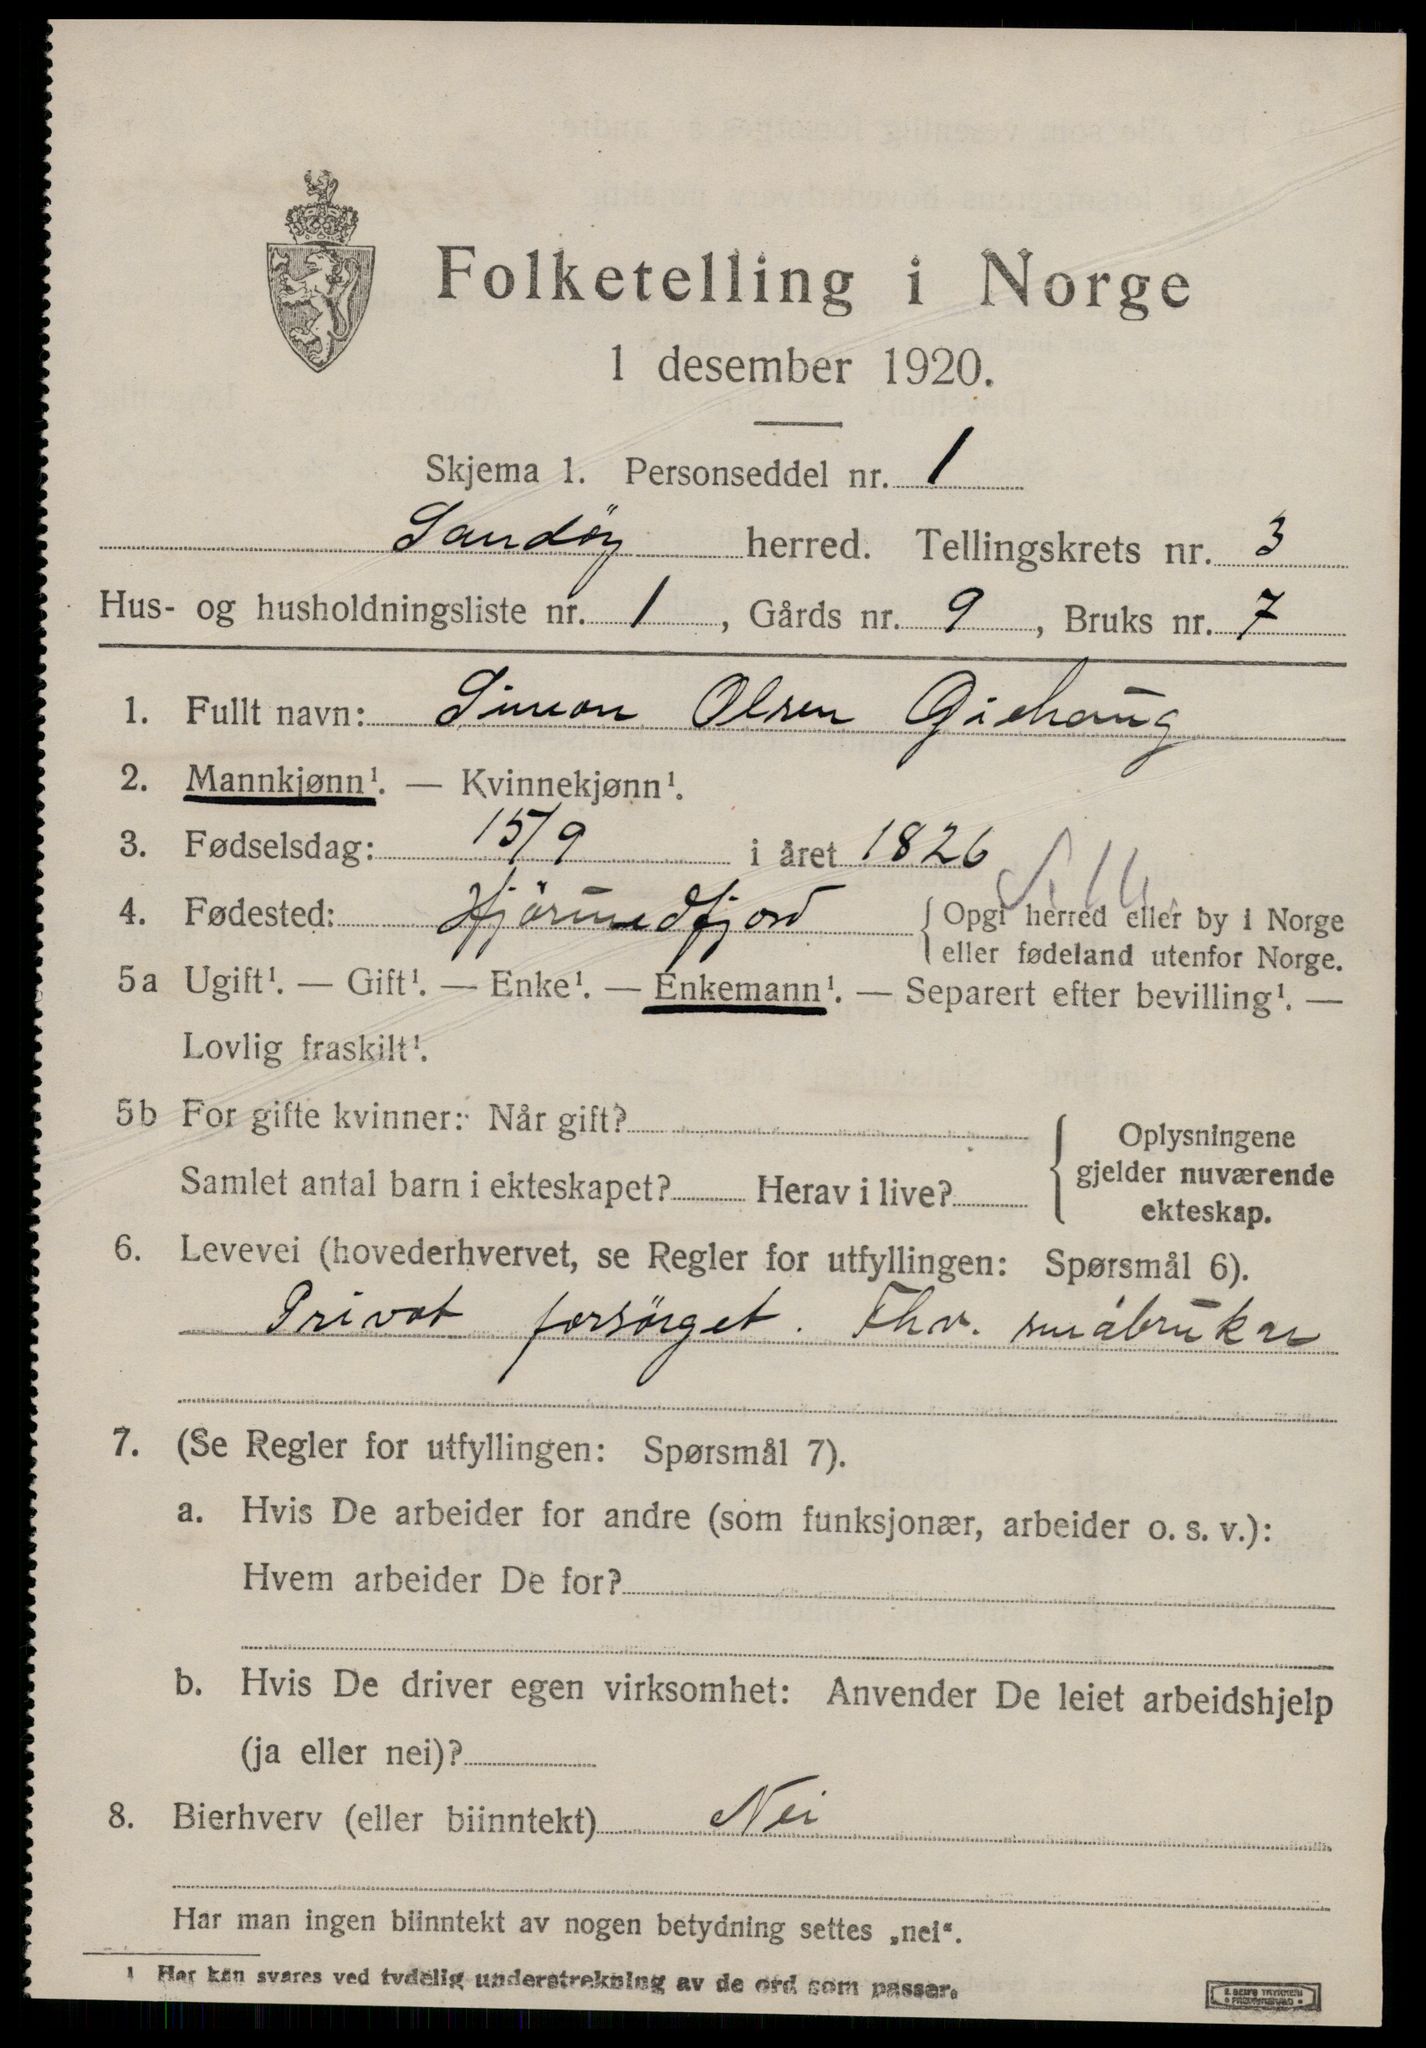 Folketelling i Norge
1 desember 1920.
Skjema 1. Personseddel nr. 1
Sandöy herred. Tellingskrets nr. 3
Hus- og husholdningsliste nr. 1, Gårds nr. 9, Bruks nr. 7
1. Fullt navn: Simeon Olsen Giehaug
2. Mannkjønn¹. — Kvinnekjønn¹.
3. Fødselsdag: 15/9 i året 1826
4. Fødested: Hjörundfjord { Opgi herred eller by i Norge
eller fødeland utenfor Norge.
5a Ugift¹. — Gift¹. — Enke¹. — Enkemann¹. — Separert efter bevilling¹. —
Lovlig fraskilt¹.
5b For gifte kvinner: Når gift?
Samlet antal barn i ekteskapet? Herav i live?
{ Oplysningene
gjelder nuværende
ekteskap.
6. Levevei (hovederhvervet, se Regler for utfyllingen: Spørsmål 6).
Privat forsörget. Fhv. småbruker
7. (Se Regler for utfyllingen: Spørsmål 7).
a. Hvis De arbeider for andre (som funksjonær, arbeider o. s. v.):
Hvem arbeider De for?
b. Hvis De driver egen virksomhet: Anvender De leiet arbeidshjelp
(ja eller nei)?
8. Bierhverv (eller biinntekt) Nei
Har man ingen biinntekt av nogen betydning settes „nei“.
¹ Har kan svares ved tydelig understrekning av de ord som passer.